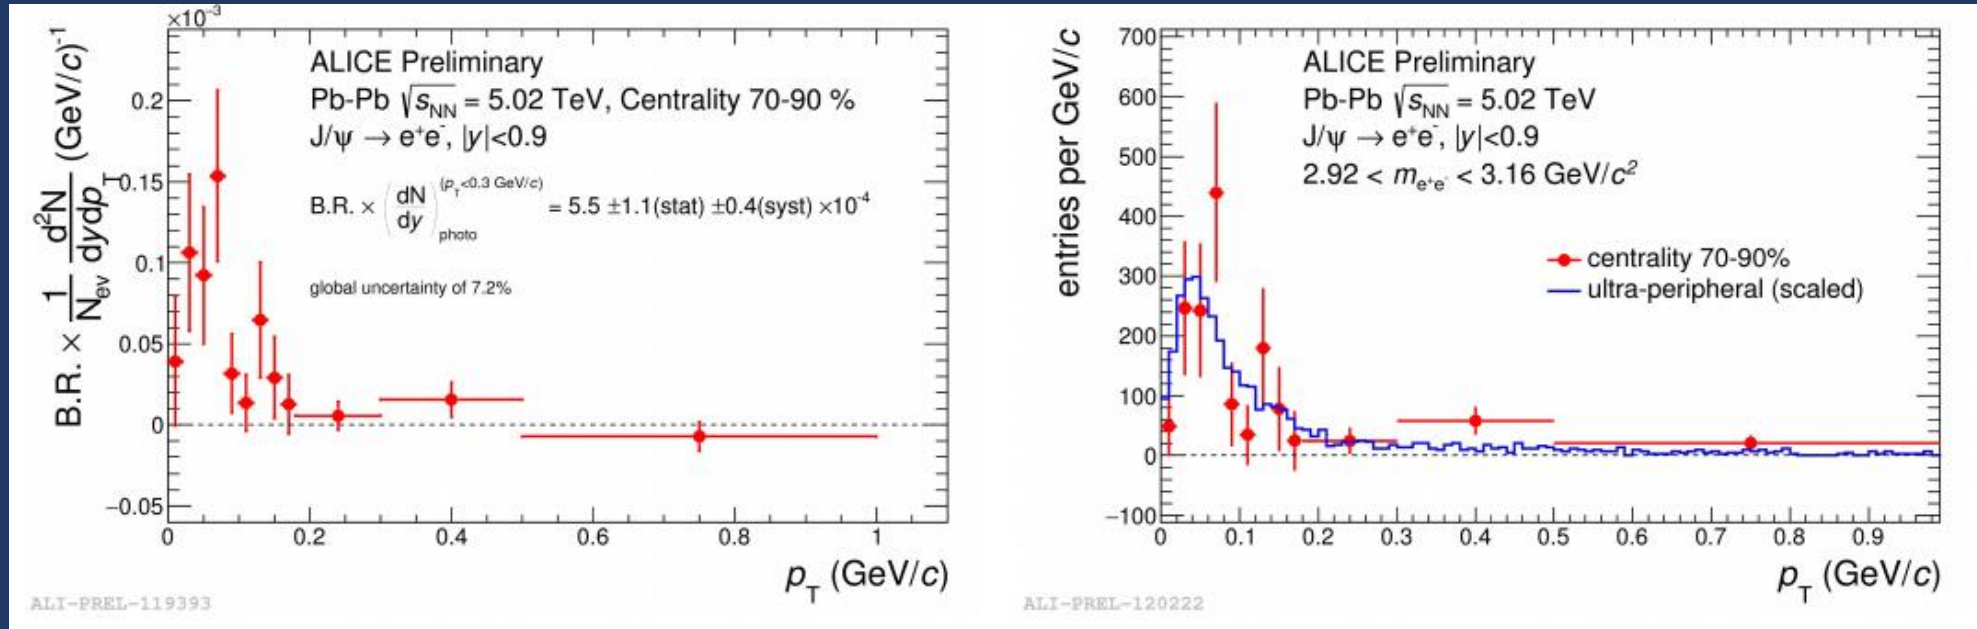 ×10⁻³
B.R. × 1/N_ev d²N/dydp_T (GeV/c)⁻¹
0.2
0.15
0.1
0.05
0
−0.05
ALICE Preliminary
Pb-Pb √s_NN = 5.02 TeV, Centrality 70-90 %
J/ψ → e⁺e⁻, |y|<0.9
B.R. × (dN/dy)_photo^(p_T<0.3 GeV/c) = 5.5 ±1.1(stat) ±0.4(syst) ×10⁻⁴
global uncertainty of 7.2%
0 0.2 0.4 0.6 0.8 1
p_T (GeV/c)
ALI-PREL-119393
entries per GeV/c
700
600
500
400
300
200
100
0
−100
ALICE Preliminary
Pb-Pb √s_NN = 5.02 TeV
J/ψ → e⁺e⁻, |y|<0.9
2.92 < m_e⁺e⁻ < 3.16 GeV/c²
centrality 70-90%
ultra-peripheral (scaled)
0 0.1 0.2 0.3 0.4 0.5 0.6 0.7 0.8 0.9
p_T (GeV/c)
ALI-PREL-120222